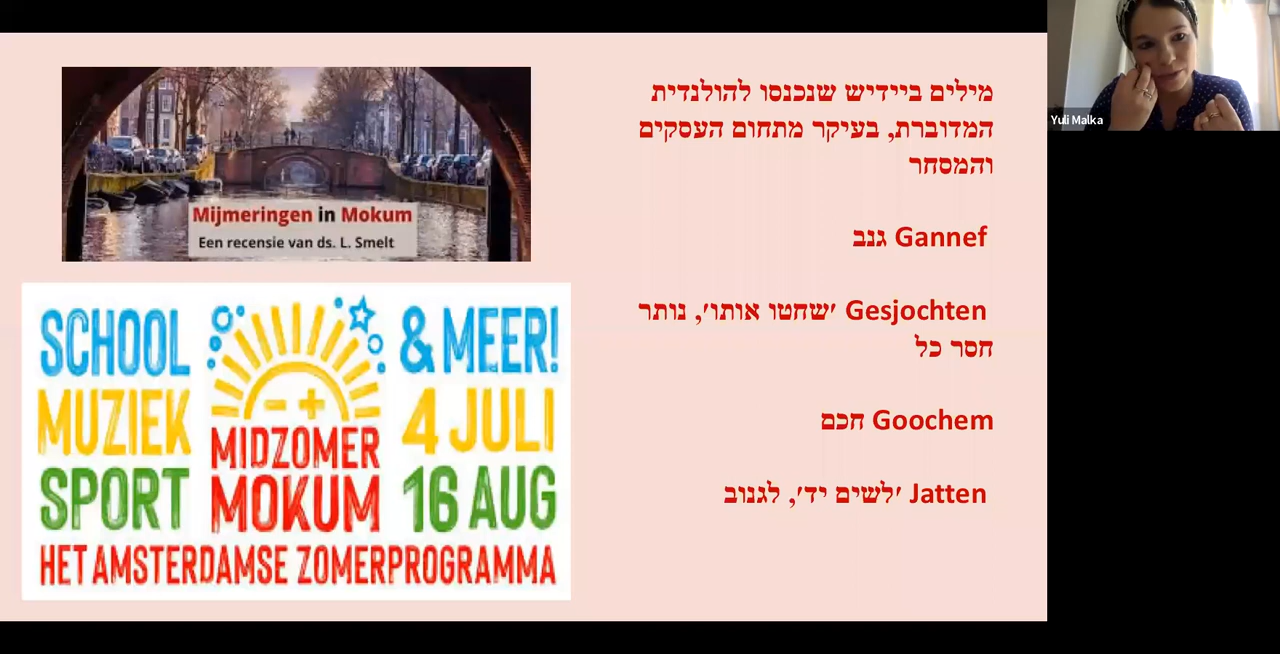 מילים ביידיש שנכנסו להולנדית
המדוברת, בעיקר מתחום העסקים
והמסחר
Gannef גנב
Gesjochten 'שחטו אותו', נותר
חסר כל
Goochem חכם
Jatten 'לשים יד', לגנוב
Mijmeringen in Mokum
Een recensie van ds. L. Smelt
SCHOOL & MEER!
MUZIEK 4 JULI
MIDZOMER
SPORT MOKUM 16 AUG
HET AMSTERDAMSE ZOMERPROGRAMMA
Yuli Malka